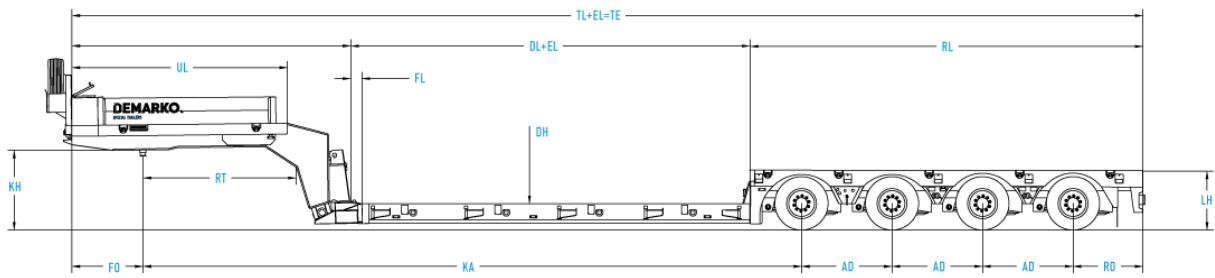 TL+EL=TE
DL+EL
RL
UL
FL
DEMARKO.
SPECIAL TRAILERS
DH
KH
RT
LH
FO
KA
AD
AD
AD
RO